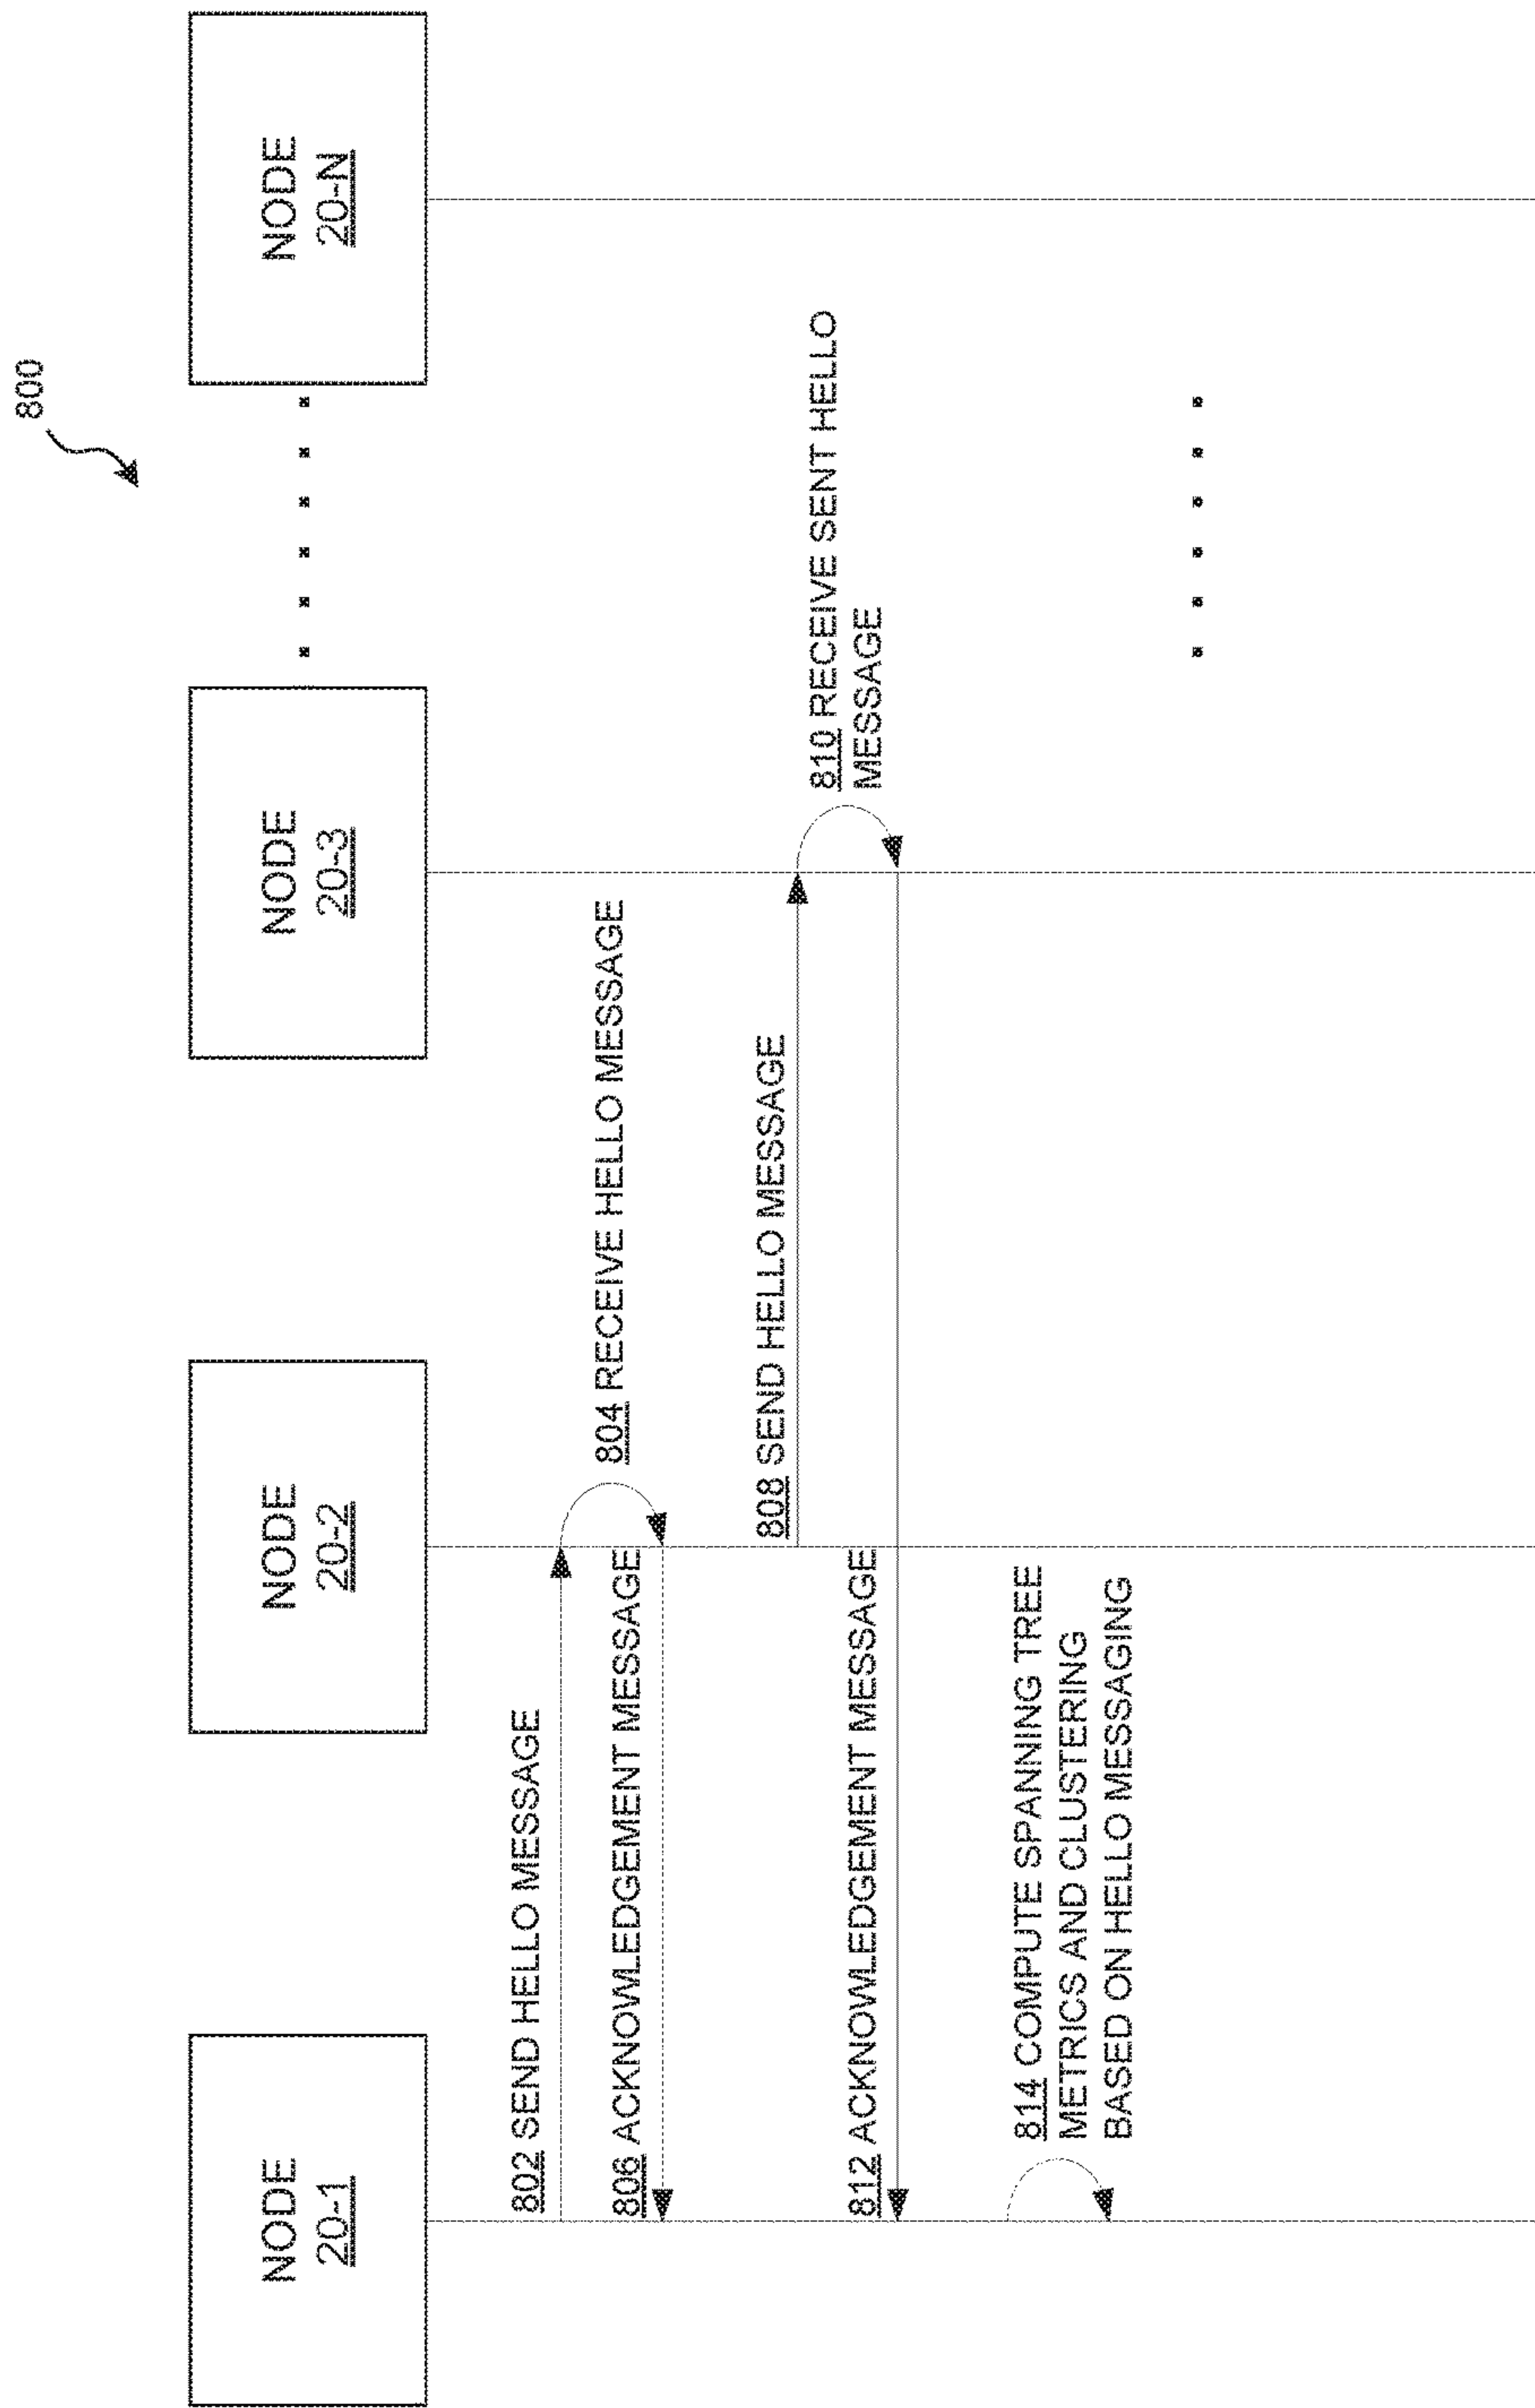 800
NODE
20-1
NODE
20-2
NODE
20-3
NODE
20-N
802 SEND HELLO MESSAGE
804 RECEIVE HELLO MESSAGE
806 ACKNOWLEDGEMENT MESSAGE
808 SEND HELLO MESSAGE
810 RECEIVE SENT HELLO
MESSAGE
812 ACKNOWLEDGEMENT MESSAGE
814 COMPUTE SPANNING TREE
METRICS AND CLUSTERING
BASED ON HELLO MESSAGING